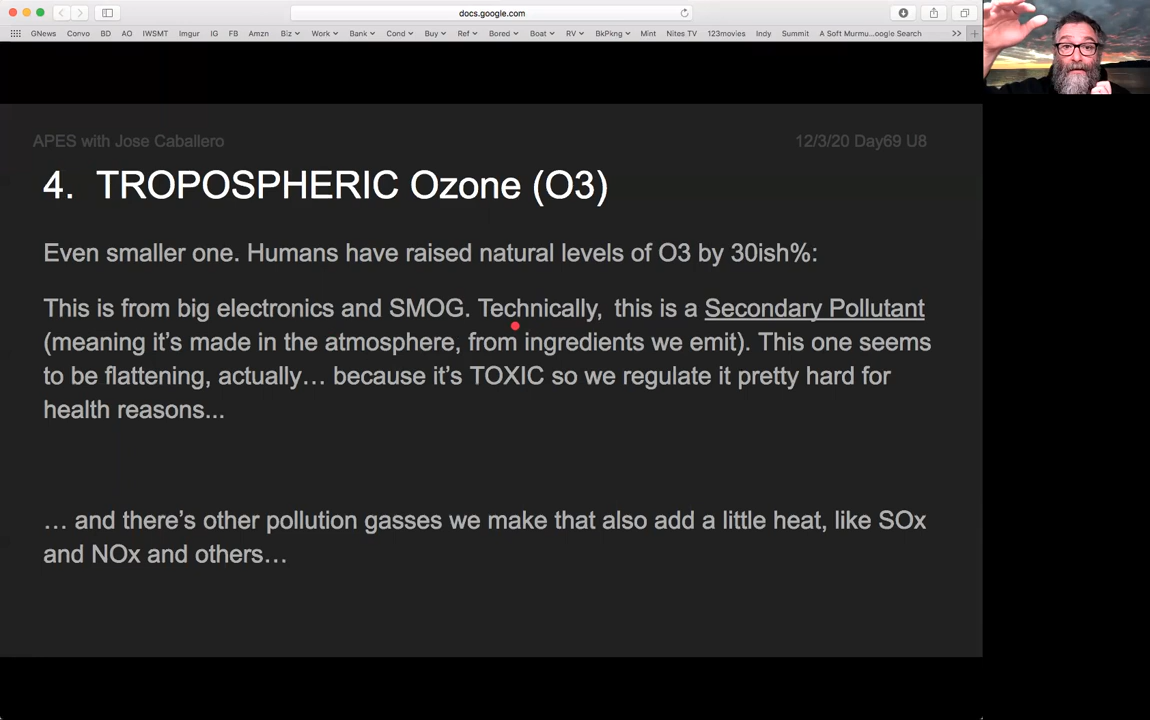 docs.google.com
GNews Convo BD AO IWSMT Imgur IG FB Amzn Biz Work Bank Cond Buy Ref Bored Boat RV BkPkng Mint Nites TV 123movies Indy Summit A Soft Murmu...oogle Search
APES with Jose Caballero 12/3/20 Day69 U8
4. TROPOSPHERIC Ozone (O3)
Even smaller one. Humans have raised natural levels of O3 by 30ish%:
This is from big electronics and SMOG. Technically, this is a Secondary Pollutant
(meaning it's made in the atmosphere, from ingredients we emit). This one seems
to be flattening, actually… because it's TOXIC so we regulate it pretty hard for
health reasons...
… and there's other pollution gasses we make that also add a little heat, like SOx
and NOx and others…